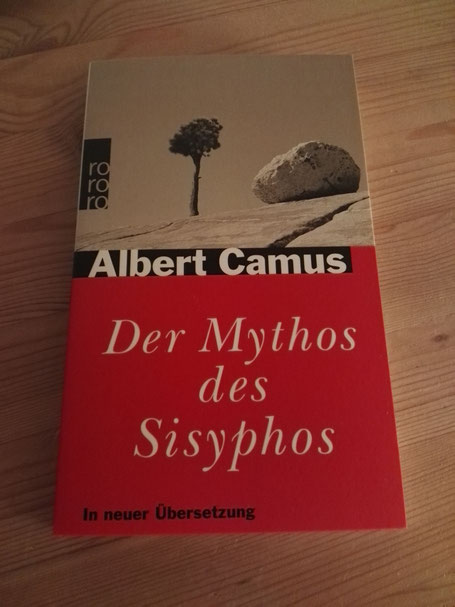 ro
ro
ro
Albert Camus
Der Mythos
des
Sisyphos
In neuer Übersetzung